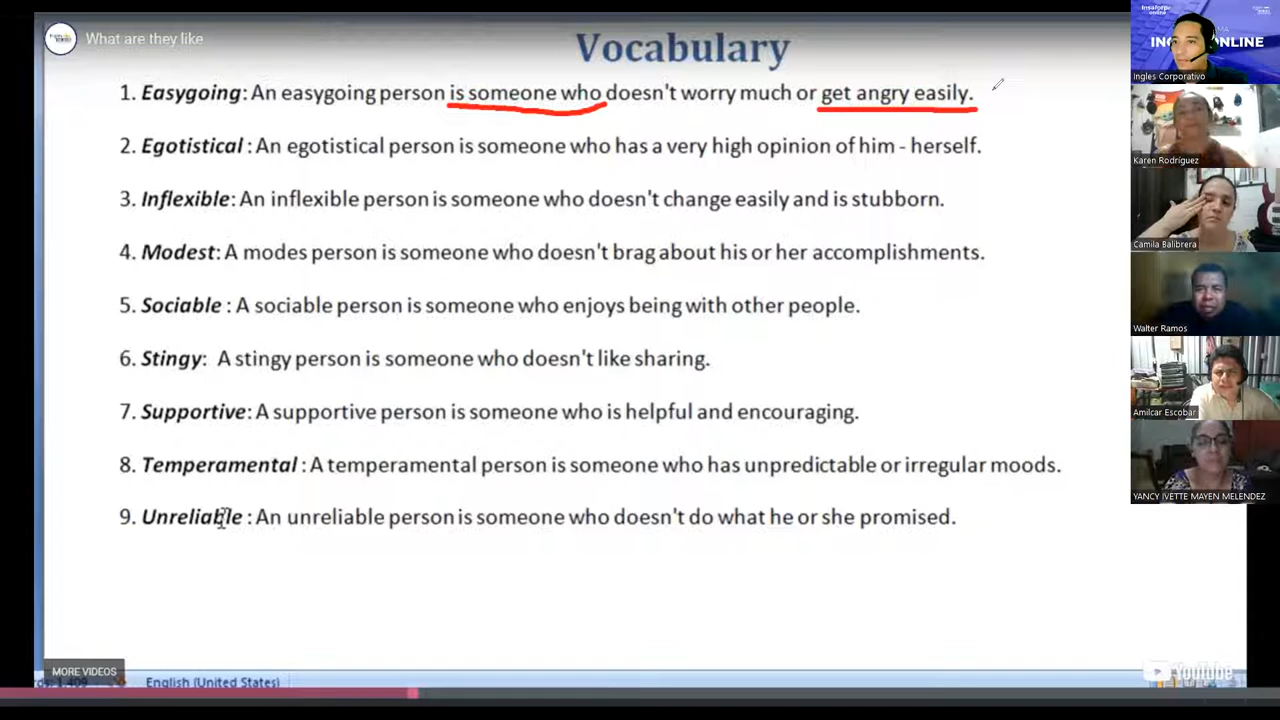 What are they like
Vocabulary
1. Easygoing: An easygoing person is someone who doesn't worry much or get angry easily.
2. Egotistical : An egotistical person is someone who has a very high opinion of him - herself.
3. Inflexible: An inflexible person is someone who doesn't change easily and is stubborn.
4. Modest: A modes person is someone who doesn't brag about his or her accomplishments.
5. Sociable : A sociable person is someone who enjoys being with other people.
6. Stingy: A stingy person is someone who doesn't like sharing.
7. Supportive: A supportive person is someone who is helpful and encouraging.
8. Temperamental : A temperamental person is someone who has unpredictable or irregular moods.
9. Unreliable : An unreliable person is someone who doesn't do what he or she promised.
MORE VIDEOS
YouTube
1,409
English (United States)
Insaforp
online
ONLINE
Ingles Corporativo
Karen Rodríguez
Camila Balibrera
Walter Ramos
Amilcar Escobar
YANCY IVETTE MAYEN MELENDEZ